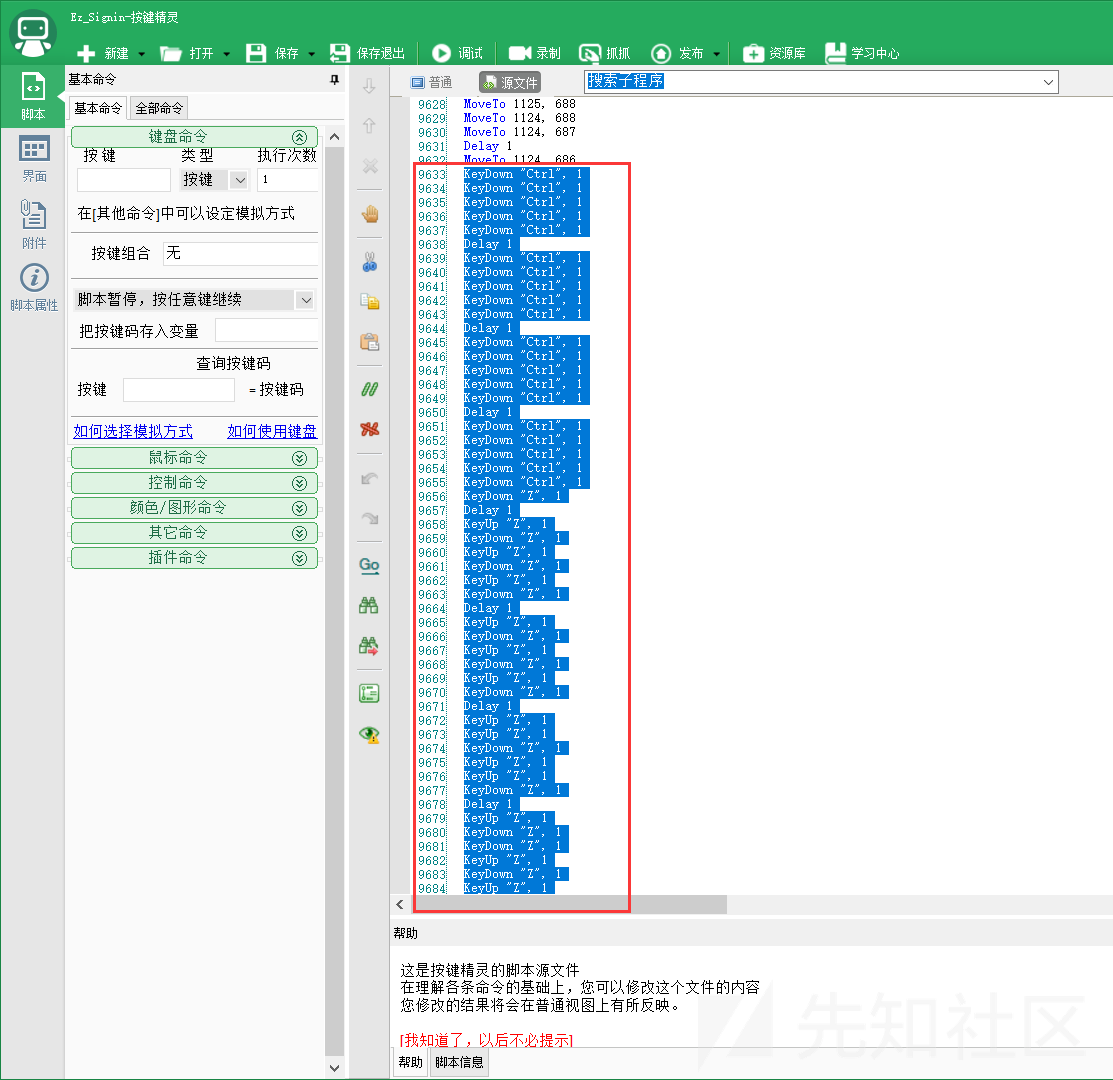 Ez_Signin-按键精灵
新建 打开 保存 保存退出 调试 录制 抓抓 发布 资源库 学习中心
脚本
界面
附件
脚本属性
基本命令
基本命令 全部命令
键盘命令
按 键 类 型 执行次数
按键 1
在[其他命令]中可以设定模拟方式
按键组合 无
脚本暂停，按任意键继续
把按键码存入变量
查询按键码
按键 = 按键码
如何选择模拟方式 如何使用键盘
鼠标命令
控制命令
颜色/图形命令
其它命令
插件命令
Go
普通 源文件 搜索子程序
9628 MoveTo 1125, 688
9629 MoveTo 1124, 688
9630 MoveTo 1124, 687
9631 Delay 1
9632 MoveTo 1124, 686
9633 KeyDown "Ctrl", 1
9634 KeyDown "Ctrl", 1
9635 KeyDown "Ctrl", 1
9636 KeyDown "Ctrl", 1
9637 KeyDown "Ctrl", 1
9638 Delay 1
9639 KeyDown "Ctrl", 1
9640 KeyDown "Ctrl", 1
9641 KeyDown "Ctrl", 1
9642 KeyDown "Ctrl", 1
9643 KeyDown "Ctrl", 1
9644 Delay 1
9645 KeyDown "Ctrl", 1
9646 KeyDown "Ctrl", 1
9647 KeyDown "Ctrl", 1
9648 KeyDown "Ctrl", 1
9649 KeyDown "Ctrl", 1
9650 Delay 1
9651 KeyDown "Ctrl", 1
9652 KeyDown "Ctrl", 1
9653 KeyDown "Ctrl", 1
9654 KeyDown "Ctrl", 1
9655 KeyDown "Ctrl", 1
9656 KeyDown "Z", 1
9657 Delay 1
9658 KeyUp "Z", 1
9659 KeyDown "Z", 1
9660 KeyUp "Z", 1
9661 KeyDown "Z", 1
9662 KeyUp "Z", 1
9663 KeyDown "Z", 1
9664 Delay 1
9665 KeyUp "Z", 1
9666 KeyDown "Z", 1
9667 KeyUp "Z", 1
9668 KeyDown "Z", 1
9669 KeyUp "Z", 1
9670 KeyDown "Z", 1
9671 Delay 1
9672 KeyUp "Z", 1
9673 KeyUp "Z", 1
9674 KeyDown "Z", 1
9675 KeyUp "Z", 1
9676 KeyUp "Z", 1
9677 KeyDown "Z", 1
9678 Delay 1
9679 KeyUp "Z", 1
9680 KeyDown "Z", 1
9681 KeyDown "Z", 1
9682 KeyUp "Z", 1
9683 KeyDown "Z", 1
9684 KeyUp "Z", 1
帮助
这是按键精灵的脚本源文件
在理解各条命令的基础上，您可以修改这个文件的内容
您修改的结果将会在普通视图上有所反映。
[我知道了，以后不必提示]
帮助 脚本信息
先知社区